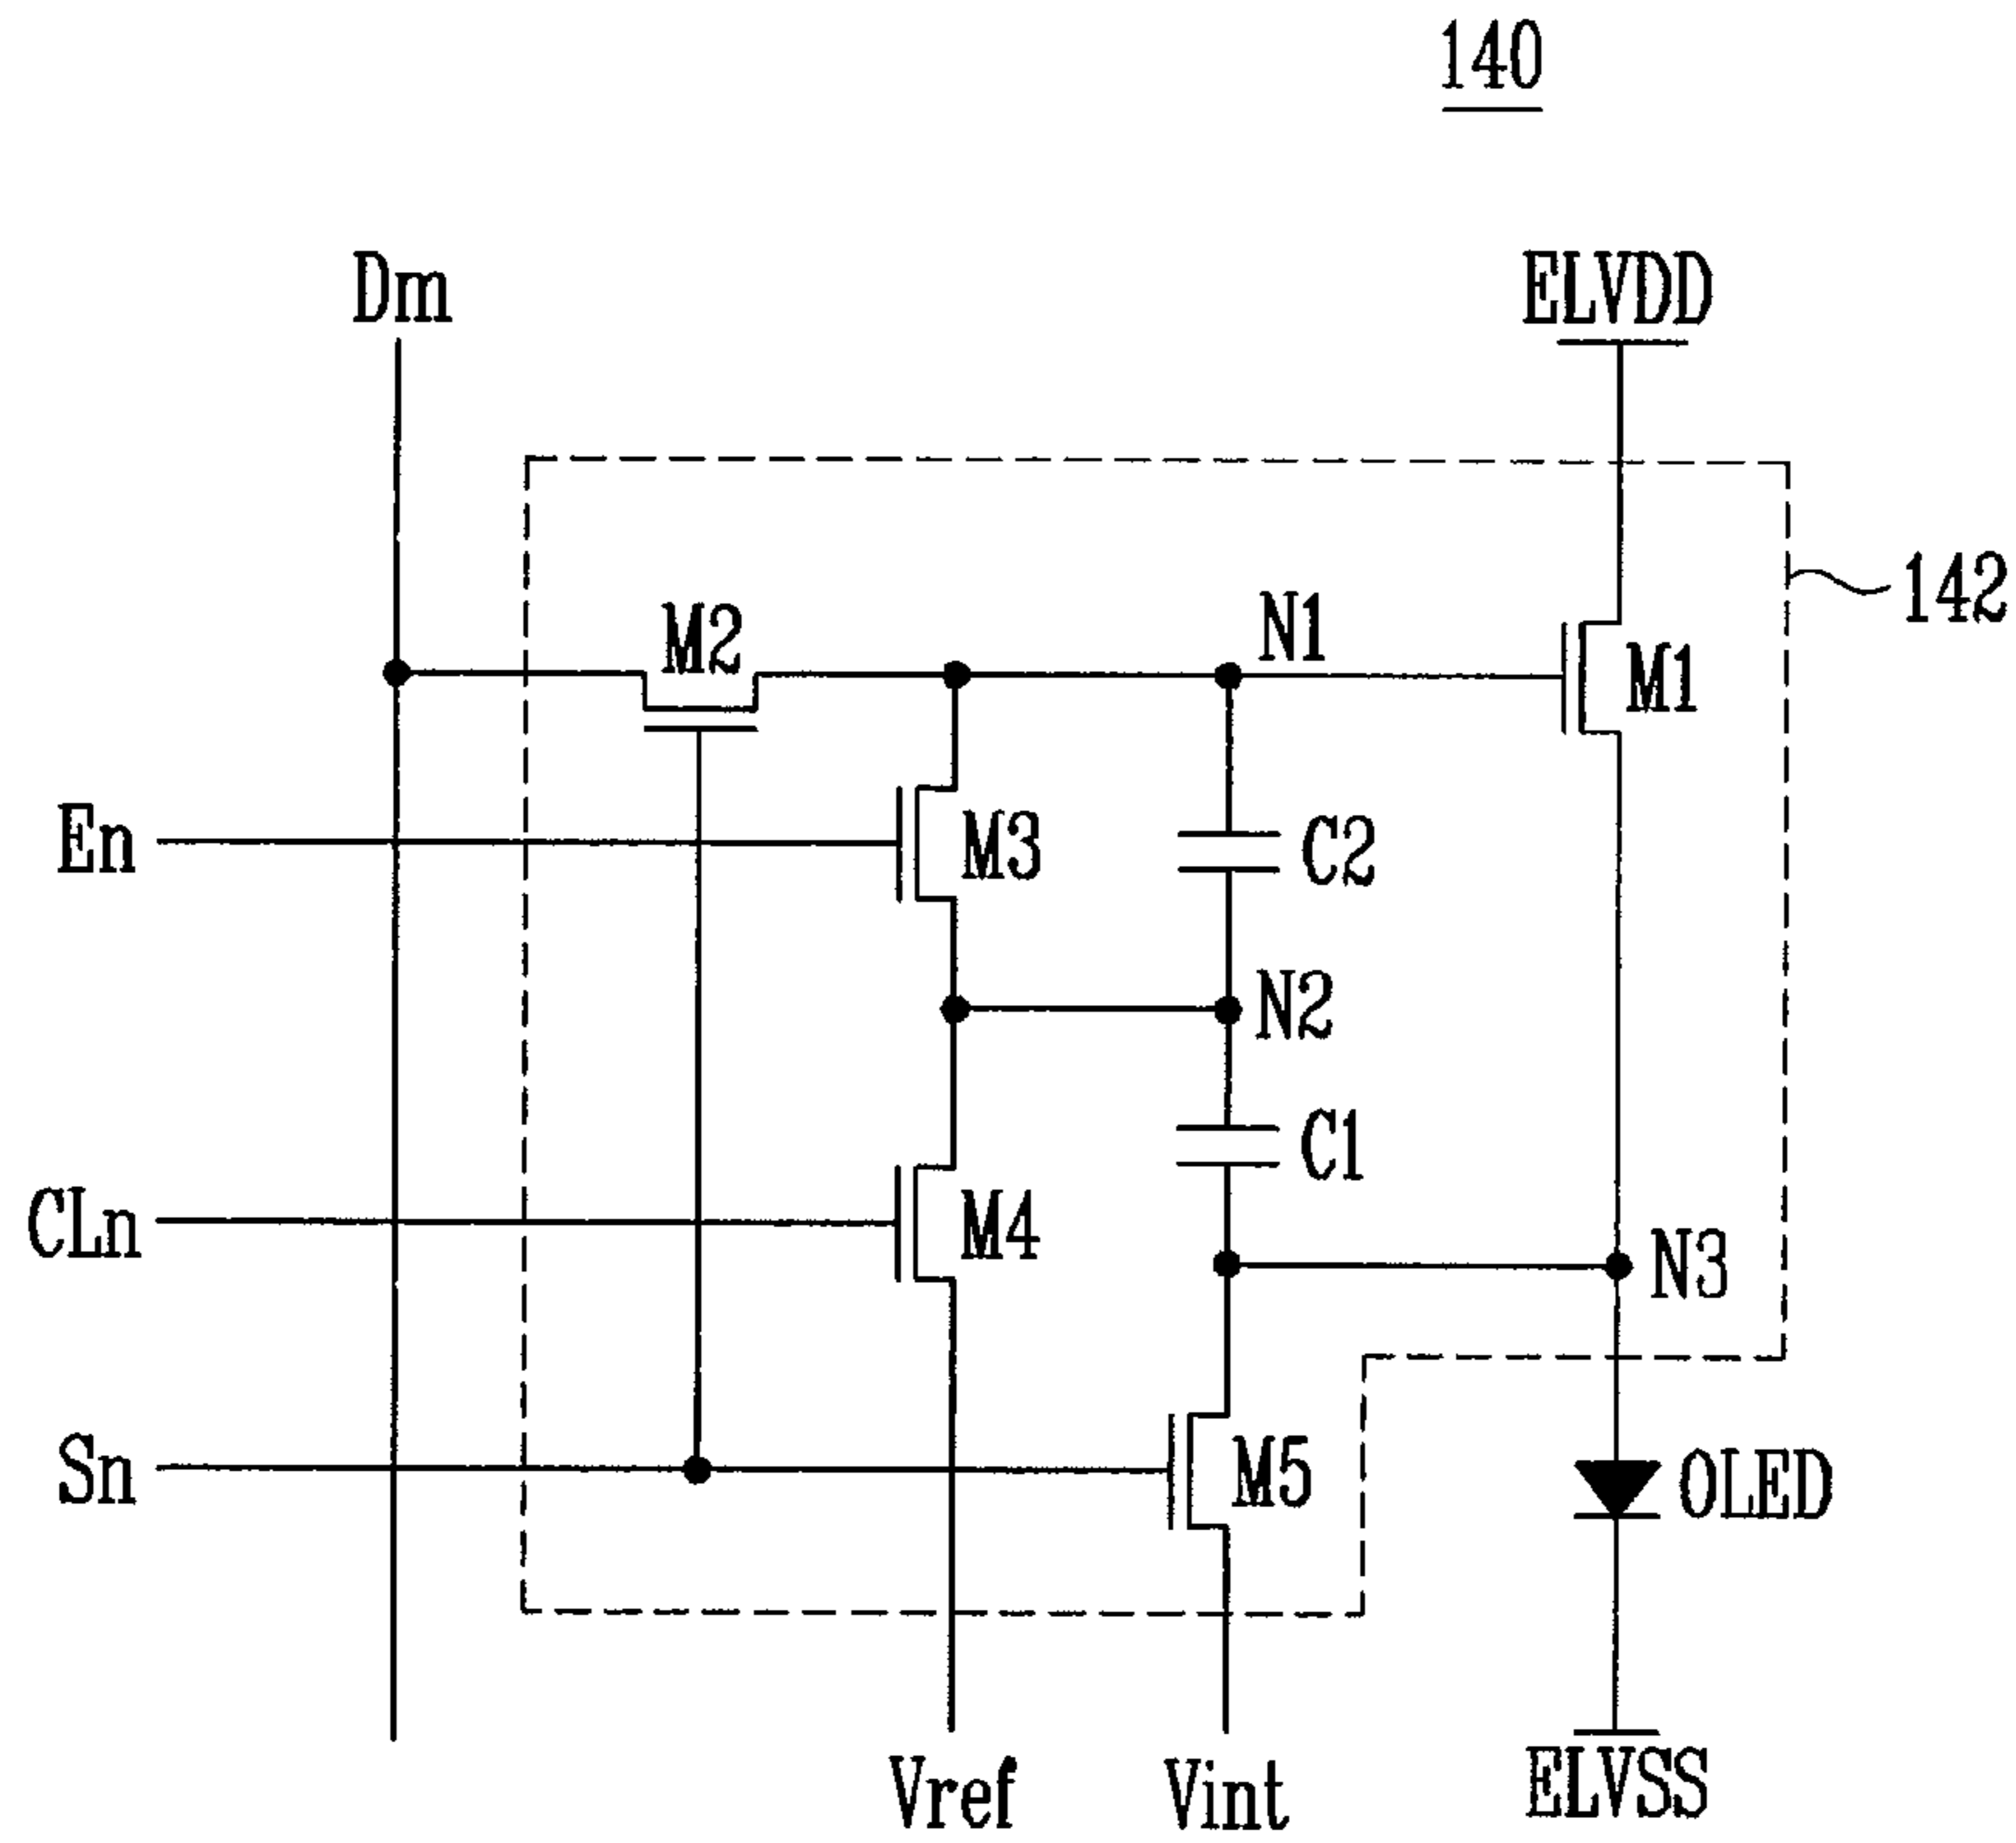 140
Dm
ELVDD
142
M2
N1
M1
En
M3
C2
N2
CLn
M4
C1
N3
Sn
M5
OLED
Vref
Vint
ELVSS